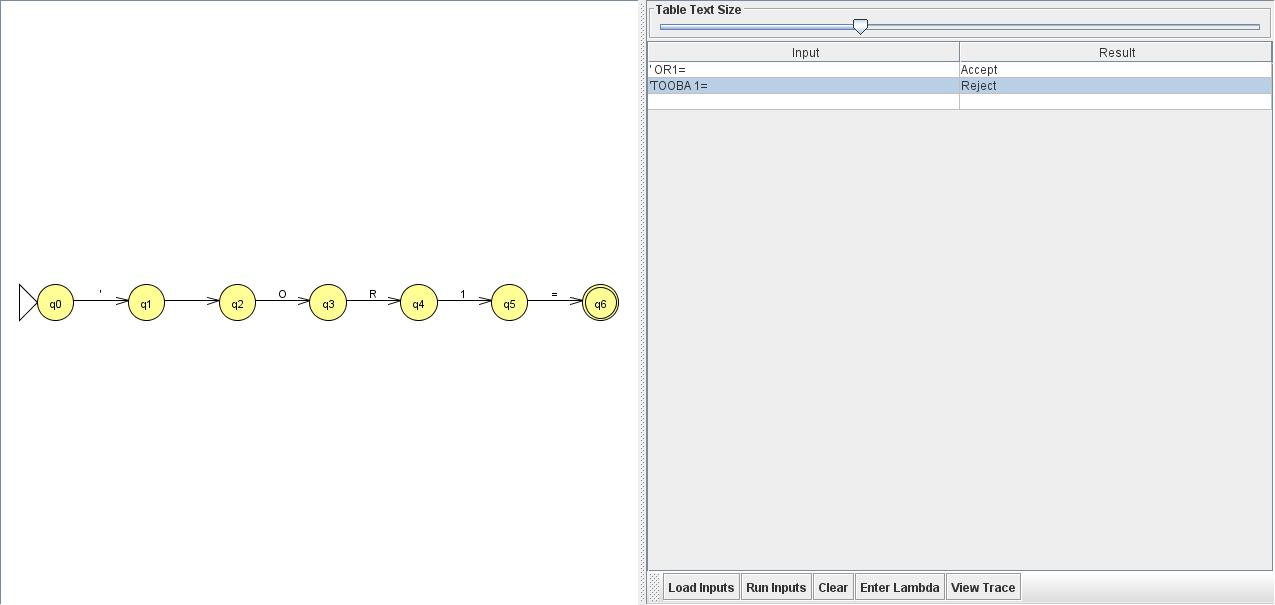 Table Text Size
Input Result
' OR1= Accept
'TOOBA 1= Reject
' O R 1 =
q0 q1 q2 q3 q4 q5 q6
Load Inputs Run Inputs Clear Enter Lambda View Trace